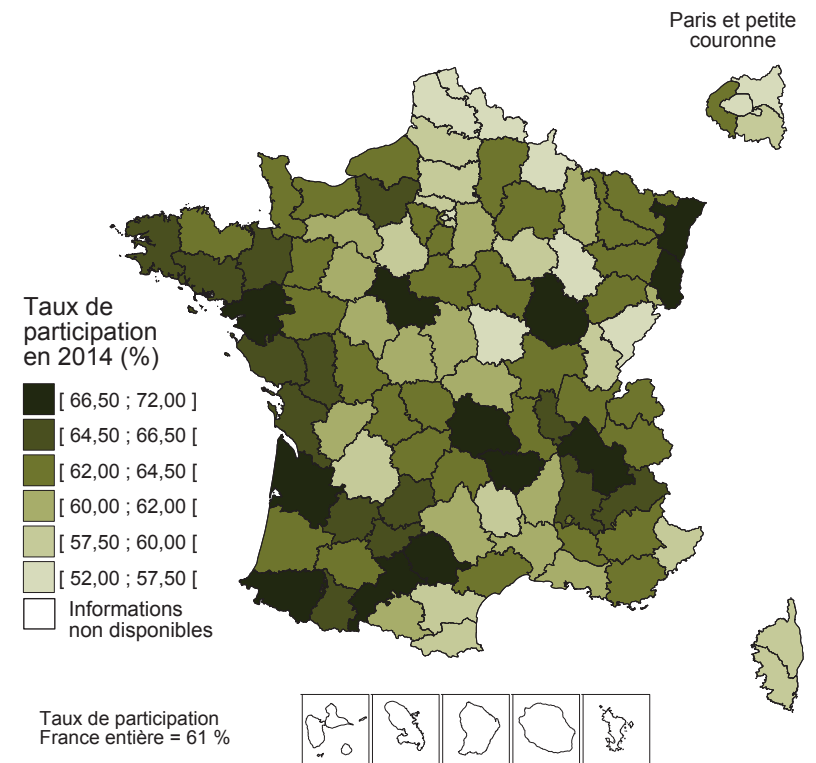 Paris et petite
couronne
Taux de
participation
en 2014 (%)
[ 66,50 ; 72,00 ]
[ 64,50 ; 66,50 [
[ 62,00 ; 64,50 [
[ 60,00 ; 62,00 [
[ 57,50 ; 60,00 [
[ 52,00 ; 57,50 [
Informations
non disponibles
Taux de participation
France entière = 61 %